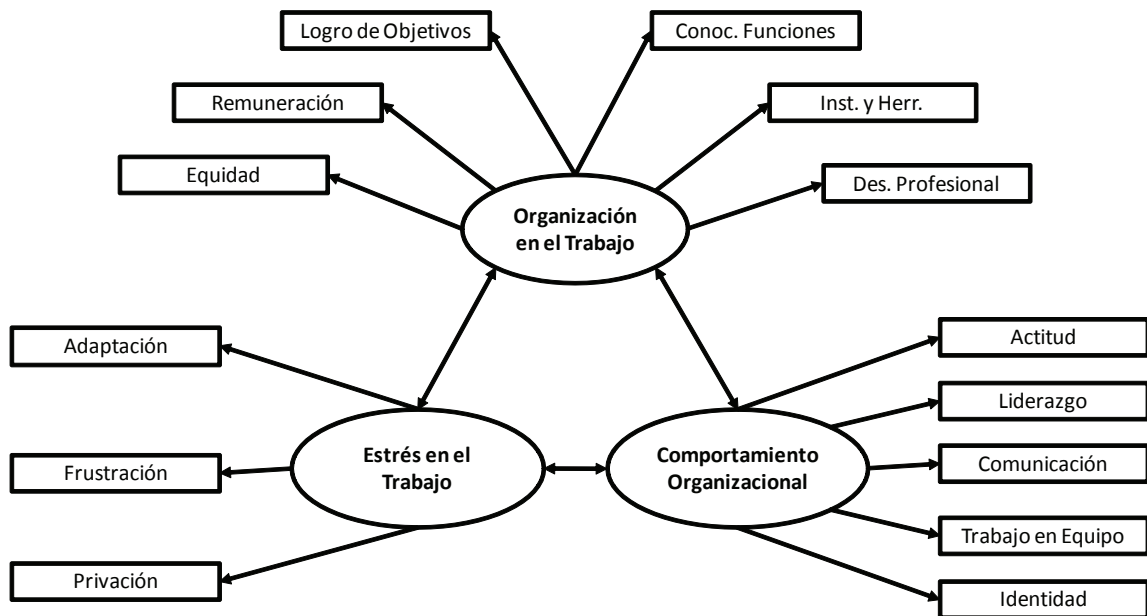 Logro de Objetivos
Conoc. Funciones
Remuneración
Inst. y Herr.
Equidad
Des. Profesional
Organización
en el Trabajo
Adaptación
Frustración
Privación
Estrés en el
Trabajo
Comportamiento
Organizacional
Actitud
Liderazgo
Comunicación
Trabajo en Equipo
Identidad